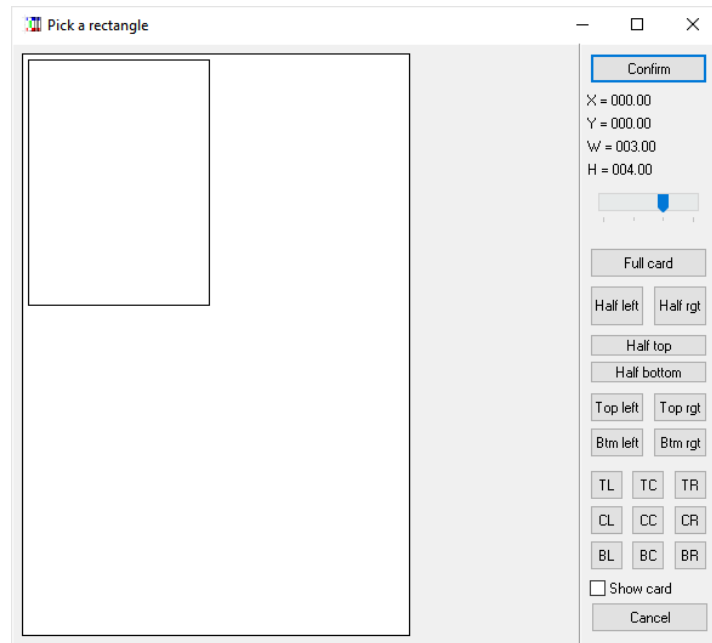 Pick a rectangle
Confirm
X = 000.00
Y = 000.00
W = 003.00
H = 004.00
Full card
Half left Half rgt
Half top
Half bottom
Top left Top rgt
Btm left Btm rgt
TL TC TR
CL CC CR
BL BC BR
Show card
Cancel